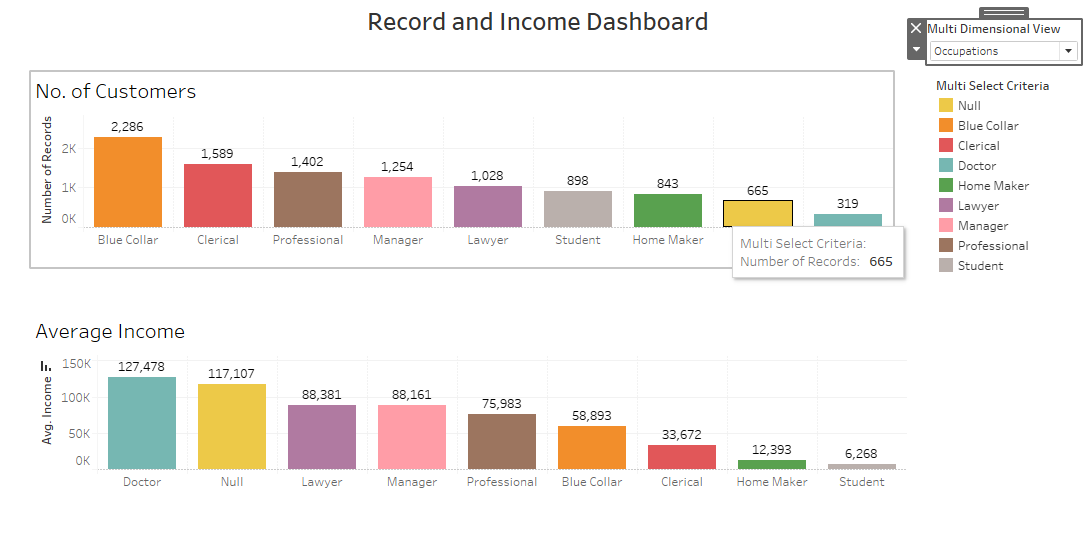 Record and Income Dashboard
Multi Dimensional View
Occupations
No. of Customers
Number of Records
2K
1K
0K
2,286
1,589
1,402
1,254
1,028
898
843
665
319
Blue Collar
Clerical
Professional
Manager
Lawyer
Student
Home Maker
Multi Select Criteria:
Number of Records: 665
Multi Select Criteria
Null
Blue Collar
Clerical
Doctor
Home Maker
Lawyer
Manager
Professional
Student
Average Income
Avg. Income
150K
100K
50K
0K
127,478
117,107
88,381
88,161
75,983
58,893
33,672
12,393
6,268
Doctor
Null
Lawyer
Manager
Professional
Blue Collar
Clerical
Home Maker
Student